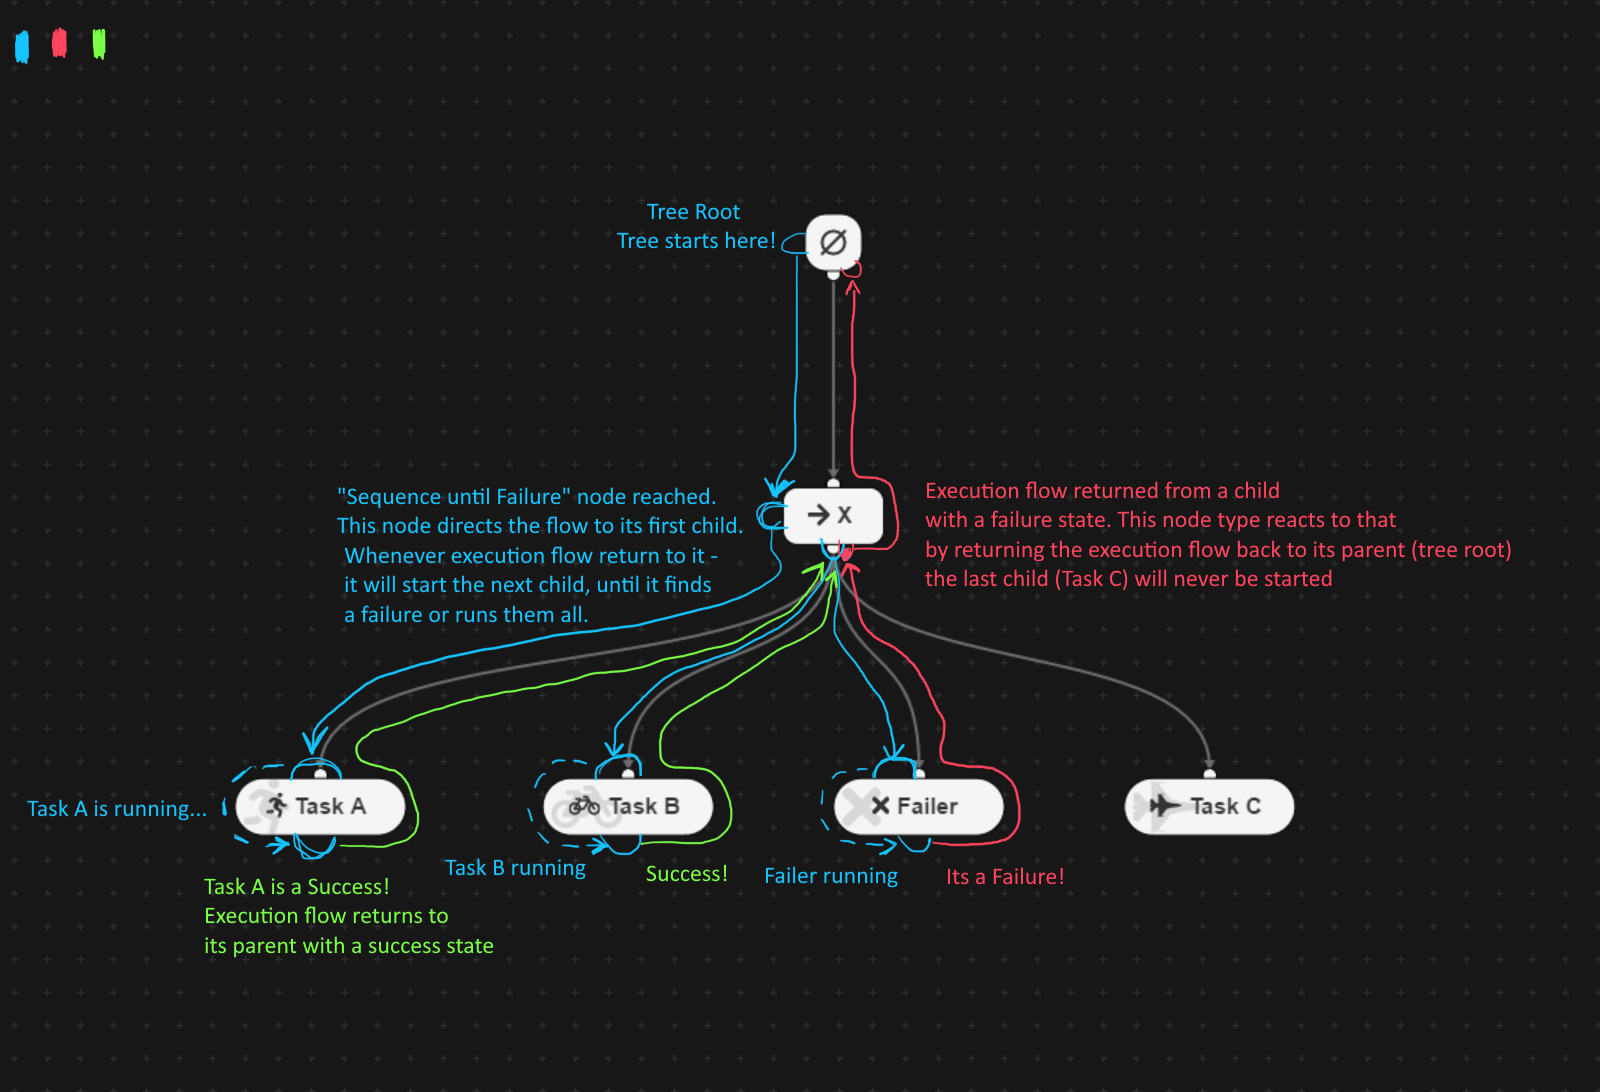 Tree Root
Tree starts here!
"Sequence until Failure" node reached.
This node directs the flow to its first child.
Whenever execution flow return to it -
it will start the next child, until it finds
a failure or runs them all.
X
Execution flow returned from a child
with a failure state. This node type reacts to that
by returning the execution flow back to its parent (tree root)
the last child (Task C) will never be started
Task A is running...
Task A
Task B
Failer
Task C
Task B running
Success!
Failer running
Its a Failure!
Task A is a Success!
Execution flow returns to
its parent with a success state